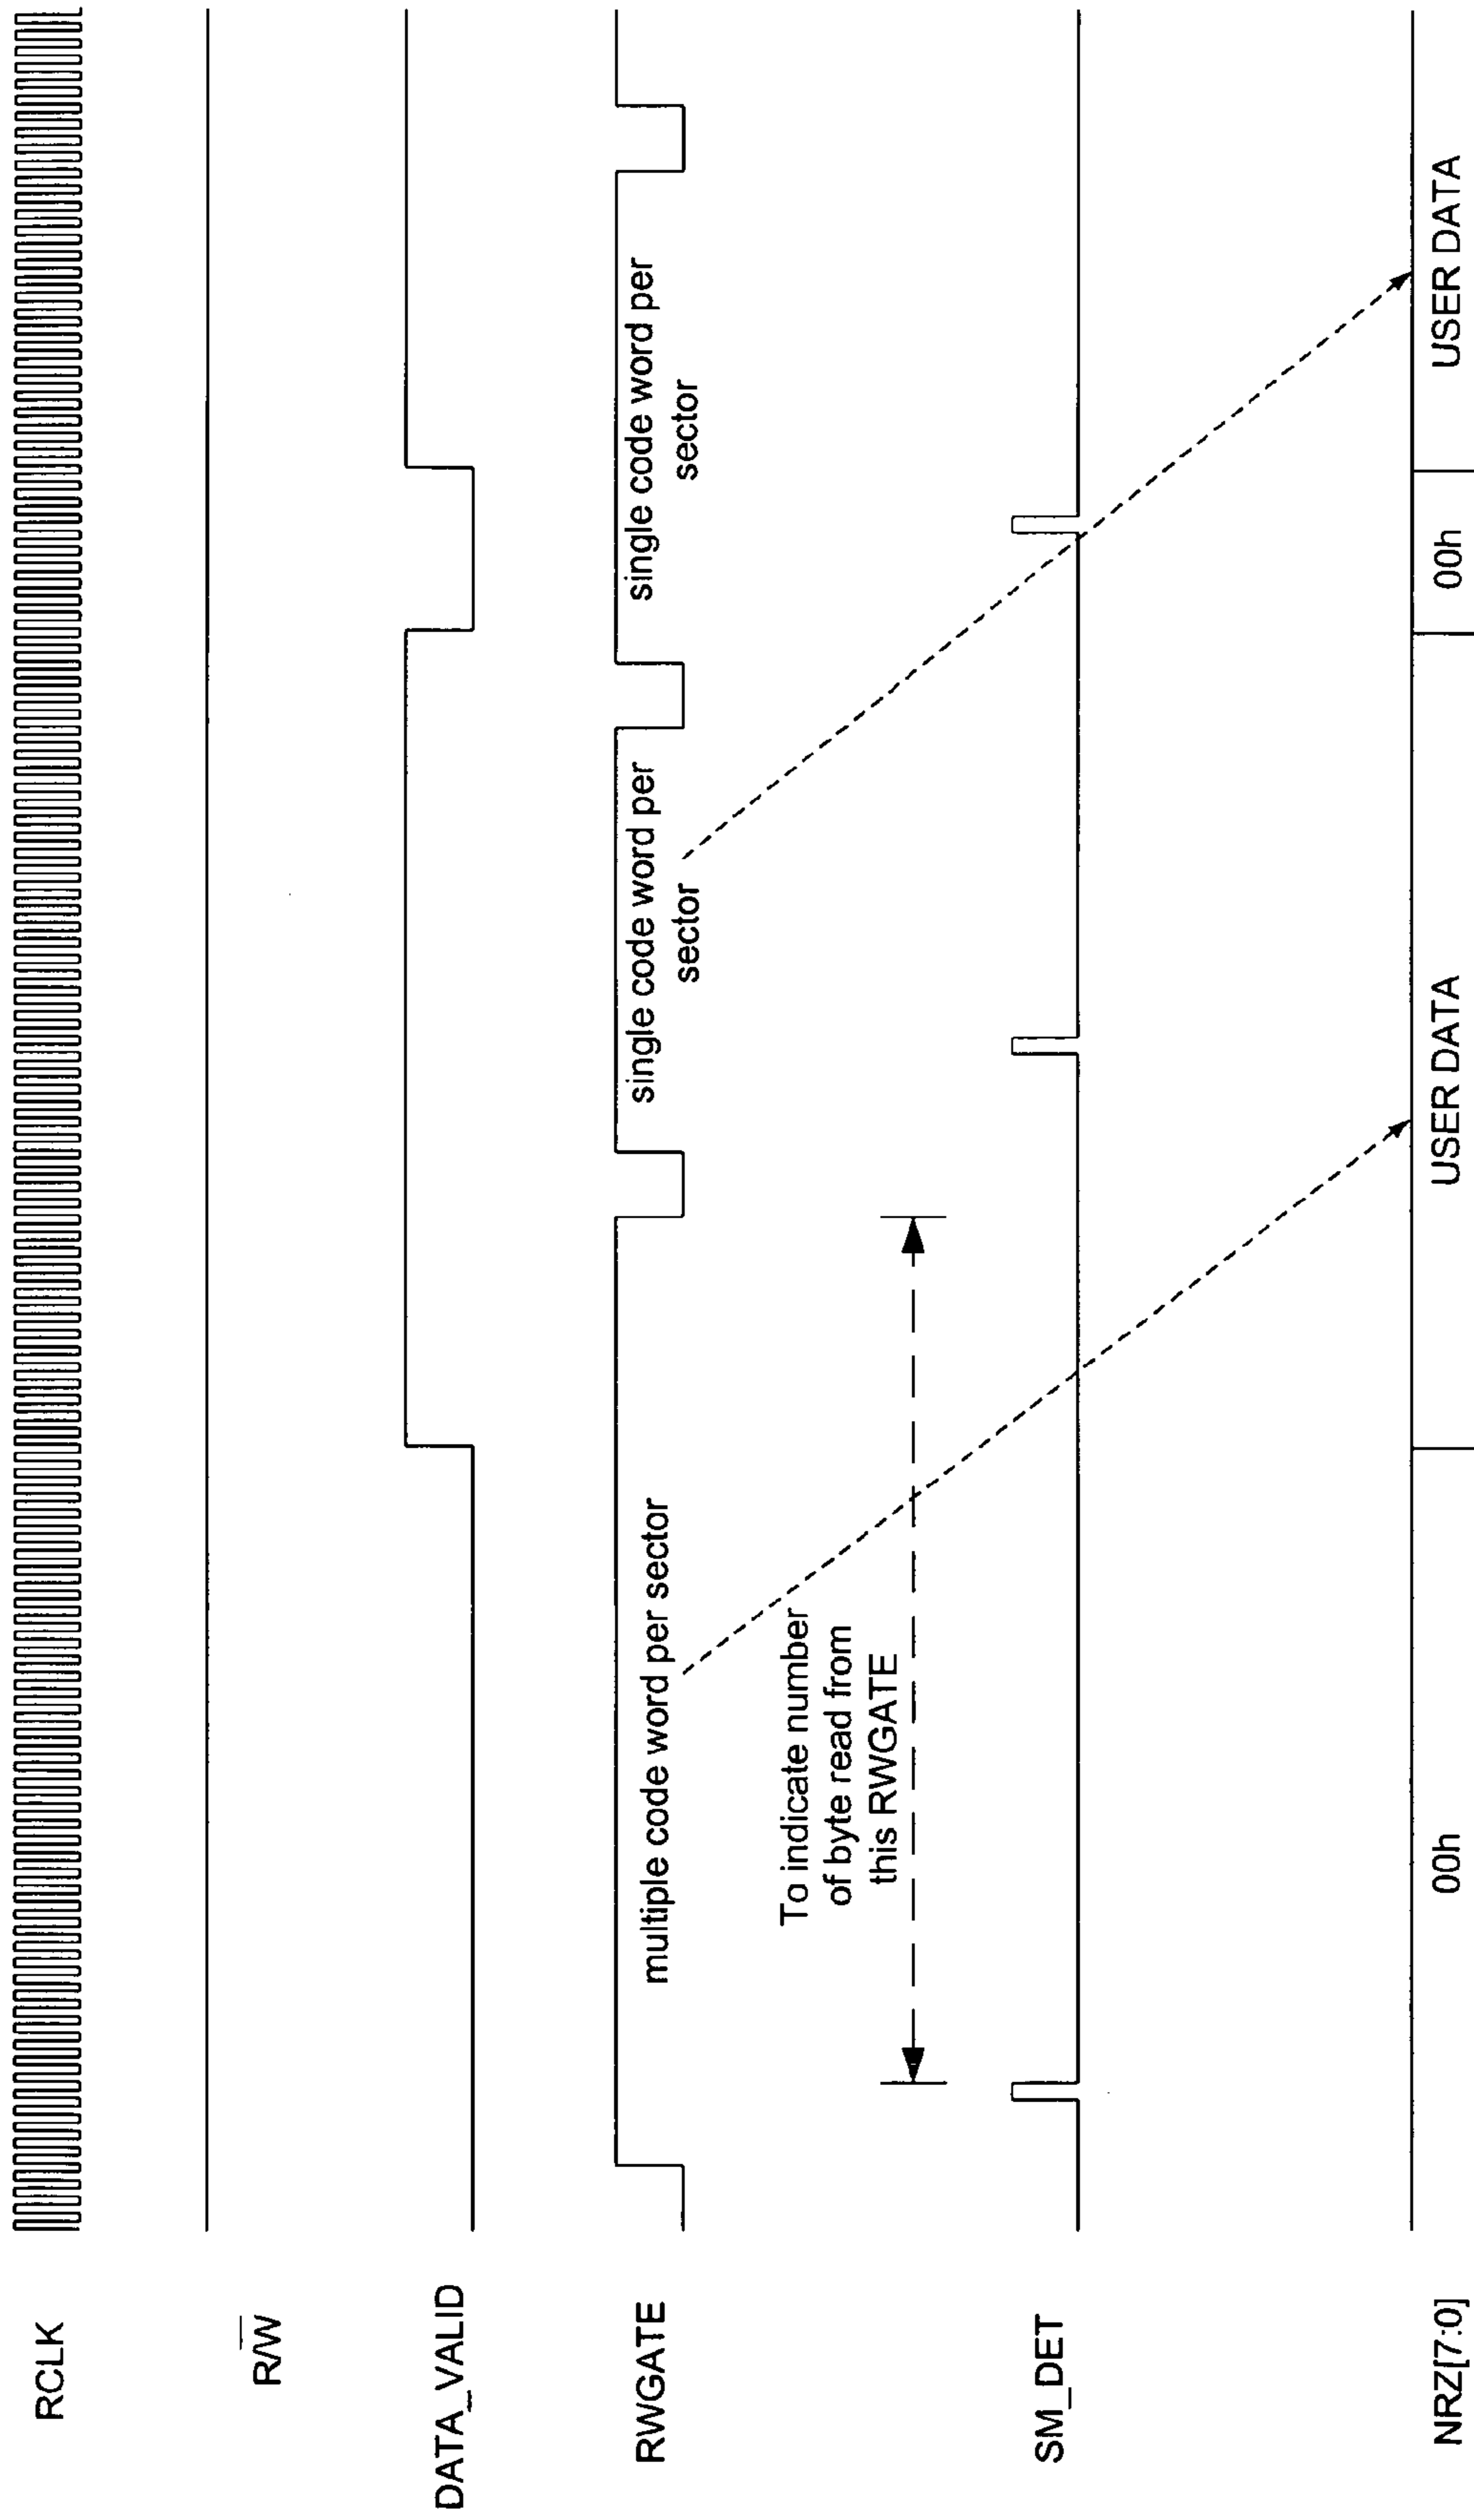 RCLK
R/W
DATA_VALID
RWGATE
multiple code word per sector
single code word per
sector
single code word per
sector
To indicate number
of byte read from
this RWGATE
SM_DET
NRZ[7:0]
00h
USER DATA
00h
USER DATA